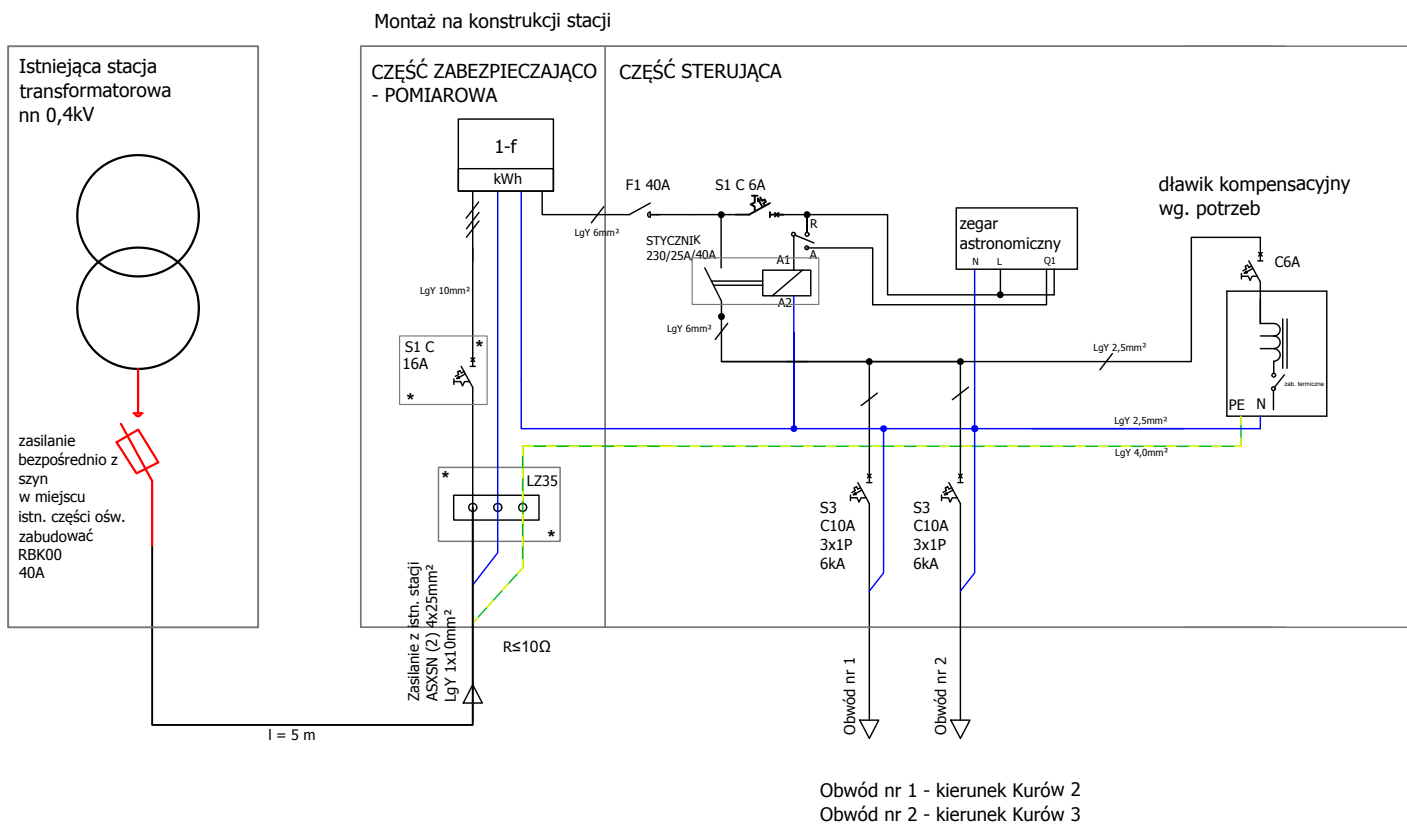 Montaż na konstrukcji stacji
Istniejąca stacja
transformatorowa
nn 0,4kV
zasilanie
bezpośrednio z
szyn
w miejscu
istn. części ośw.
zabudować
RBK00
40A
l = 5 m
CZĘŚĆ ZABEZPIECZAJĄCO
- POMIAROWA
1-f
kWh
LgY 10mm²
S1 C
16A
*
*
*
LZ35
*
Zasilanie z istn. stacji
ASXSN (2) 4x25mm²
LgY 1x10mm²
R≤10Ω
CZĘŚĆ STERUJĄCA
F1 40A
S1 C 6A
LgY 6mm²
STYCZNIK
230/25A/40A
R
A
A1
A2
LgY 6mm²
zegar
astronomiczny
N L Q1
dławik kompensacyjny
wg. potrzeb
C6A
LgY 2,5mm²
zab. termiczne
PE N
LgY 2,5mm²
LgY 4,0mm²
S3
C10A
3x1P
6kA
S3
C10A
3x1P
6kA
Obwód nr 1
Obwód nr 2
Obwód nr 1 - kierunek Kurów 2
Obwód nr 2 - kierunek Kurów 3